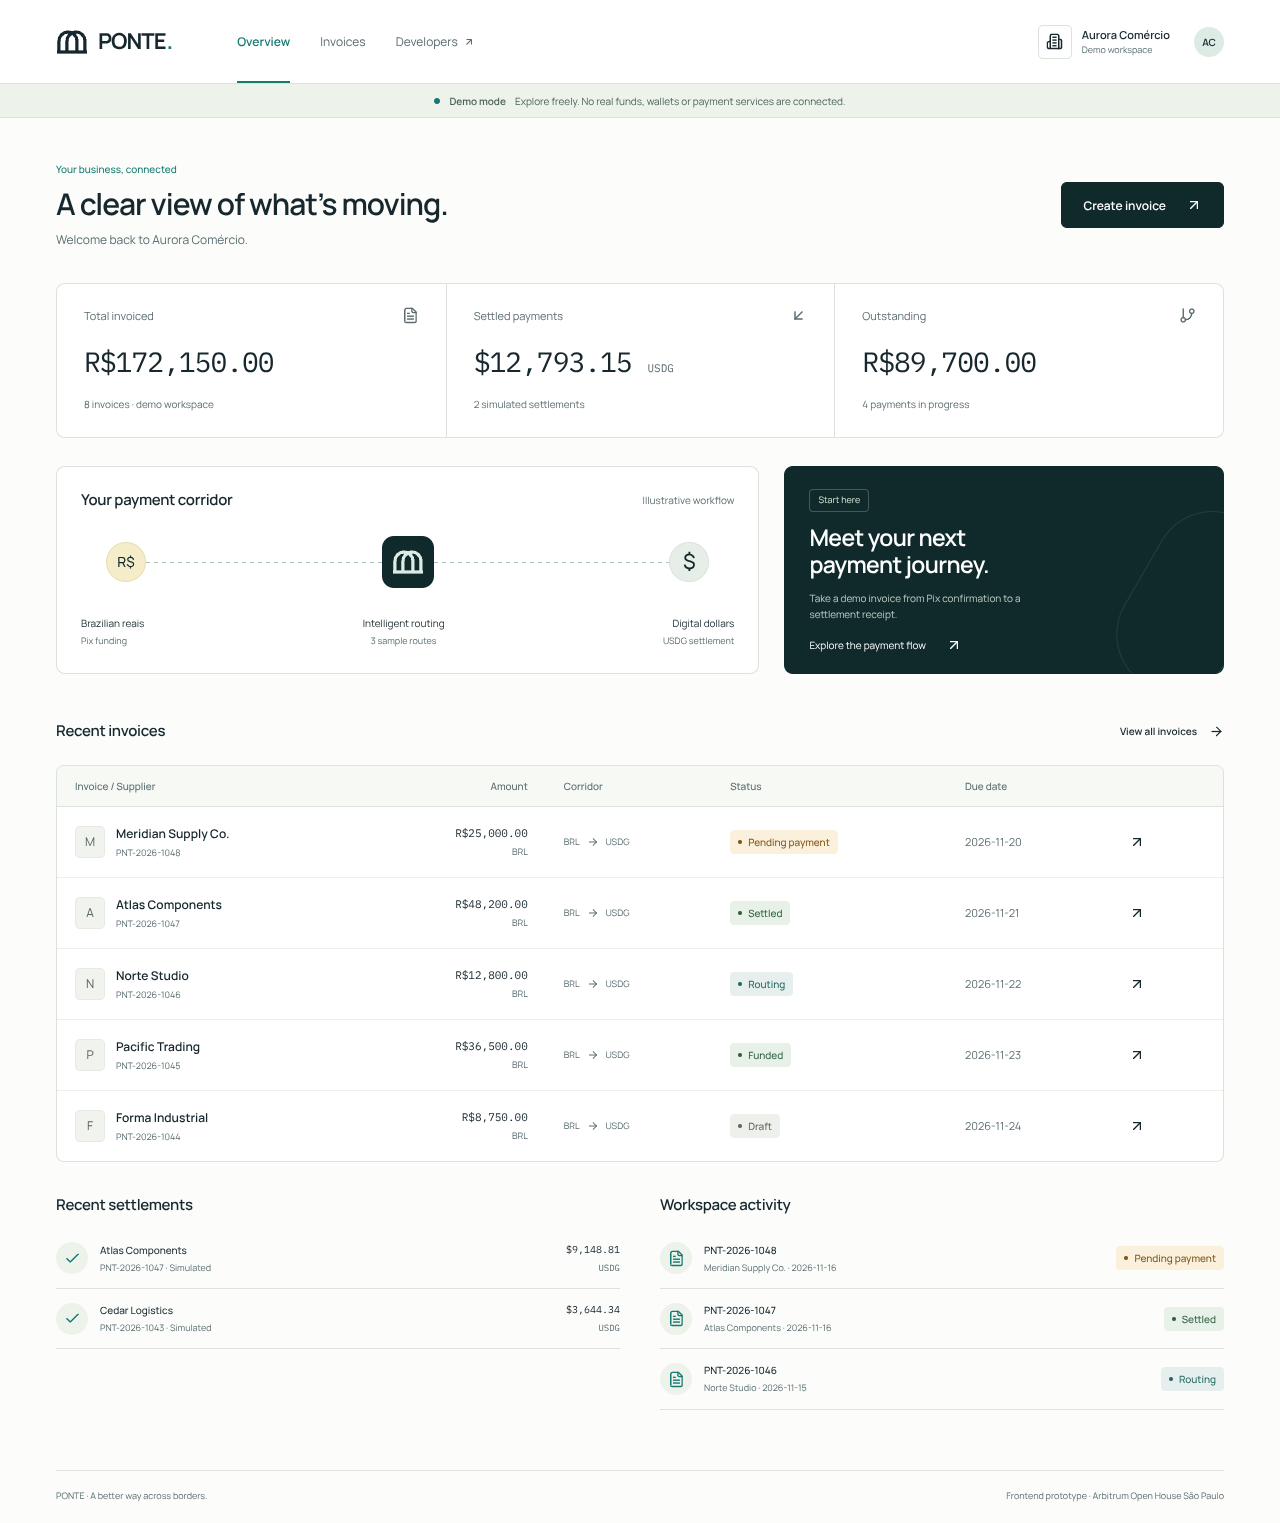 PONTE.
Overview
Invoices
Developers
Aurora Comércio
Demo workspace
AC
Demo mode Explore freely. No real funds, wallets or payment services are connected.
Your business, connected
A clear view of what's moving.
Welcome back to Aurora Comércio.
Create invoice
Total invoiced
R$172,150.00
8 invoices · demo workspace
Settled payments
$12,793.15 USDG
2 simulated settlements
Outstanding
R$89,700.00
4 payments in progress
Your payment corridor
Illustrative workflow
R$
$
Brazilian reais
Pix funding
Intelligent routing
3 sample routes
Digital dollars
USDG settlement
Start here
Meet your next
payment journey.
Take a demo invoice from Pix confirmation to a
settlement receipt.
Explore the payment flow
Recent invoices
View all invoices
Invoice / Supplier Amount Corridor Status Due date
M
Meridian Supply Co.
PNT-2026-1048
R$25,000.00
BRL
BRL → USDG
Pending payment
2026-11-20
A
Atlas Components
PNT-2026-1047
R$48,200.00
BRL
BRL → USDG
Settled
2026-11-21
N
Norte Studio
PNT-2026-1046
R$12,800.00
BRL
BRL → USDG
Routing
2026-11-22
P
Pacific Trading
PNT-2026-1045
R$36,500.00
BRL
BRL → USDG
Funded
2026-11-23
F
Forma Industrial
PNT-2026-1044
R$8,750.00
BRL
BRL → USDG
Draft
2026-11-24
Recent settlements
Atlas Components
PNT-2026-1047 · Simulated
$9,148.81
USDG
Cedar Logistics
PNT-2026-1043 · Simulated
$3,644.34
USDG
Workspace activity
PNT-2026-1048
Meridian Supply Co. · 2026-11-16
Pending payment
PNT-2026-1047
Atlas Components · 2026-11-16
Settled
PNT-2026-1046
Norte Studio · 2026-11-15
Routing
PONTE · A better way across borders.
Frontend prototype · Arbitrum Open House São Paulo